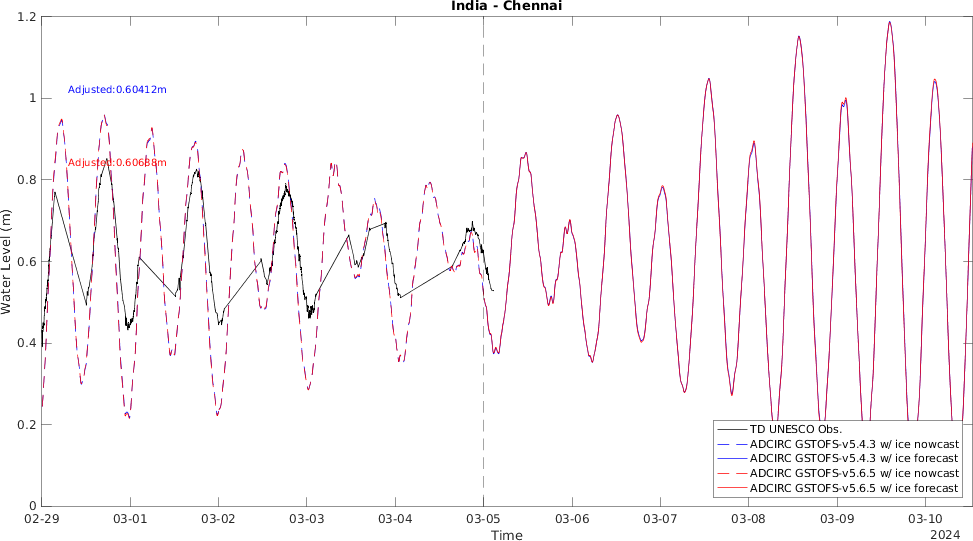 India - Chennai
1.2
1
0.8
0.6
0.4
0.2
0
Water Level (m)
Adjusted:0.60412m
Adjusted:0.60638m
TD UNESCO Obs.
ADCIRC GSTOFS-v5.4.3 w/ ice nowcast
ADCIRC GSTOFS-v5.4.3 w/ ice forecast
ADCIRC GSTOFS-v5.6.5 w/ ice nowcast
ADCIRC GSTOFS-v5.6.5 w/ ice forecast
02-29 03-01 03-02 03-03 03-04 03-05 03-06 03-07 03-08 03-09 03-10
Time
2024